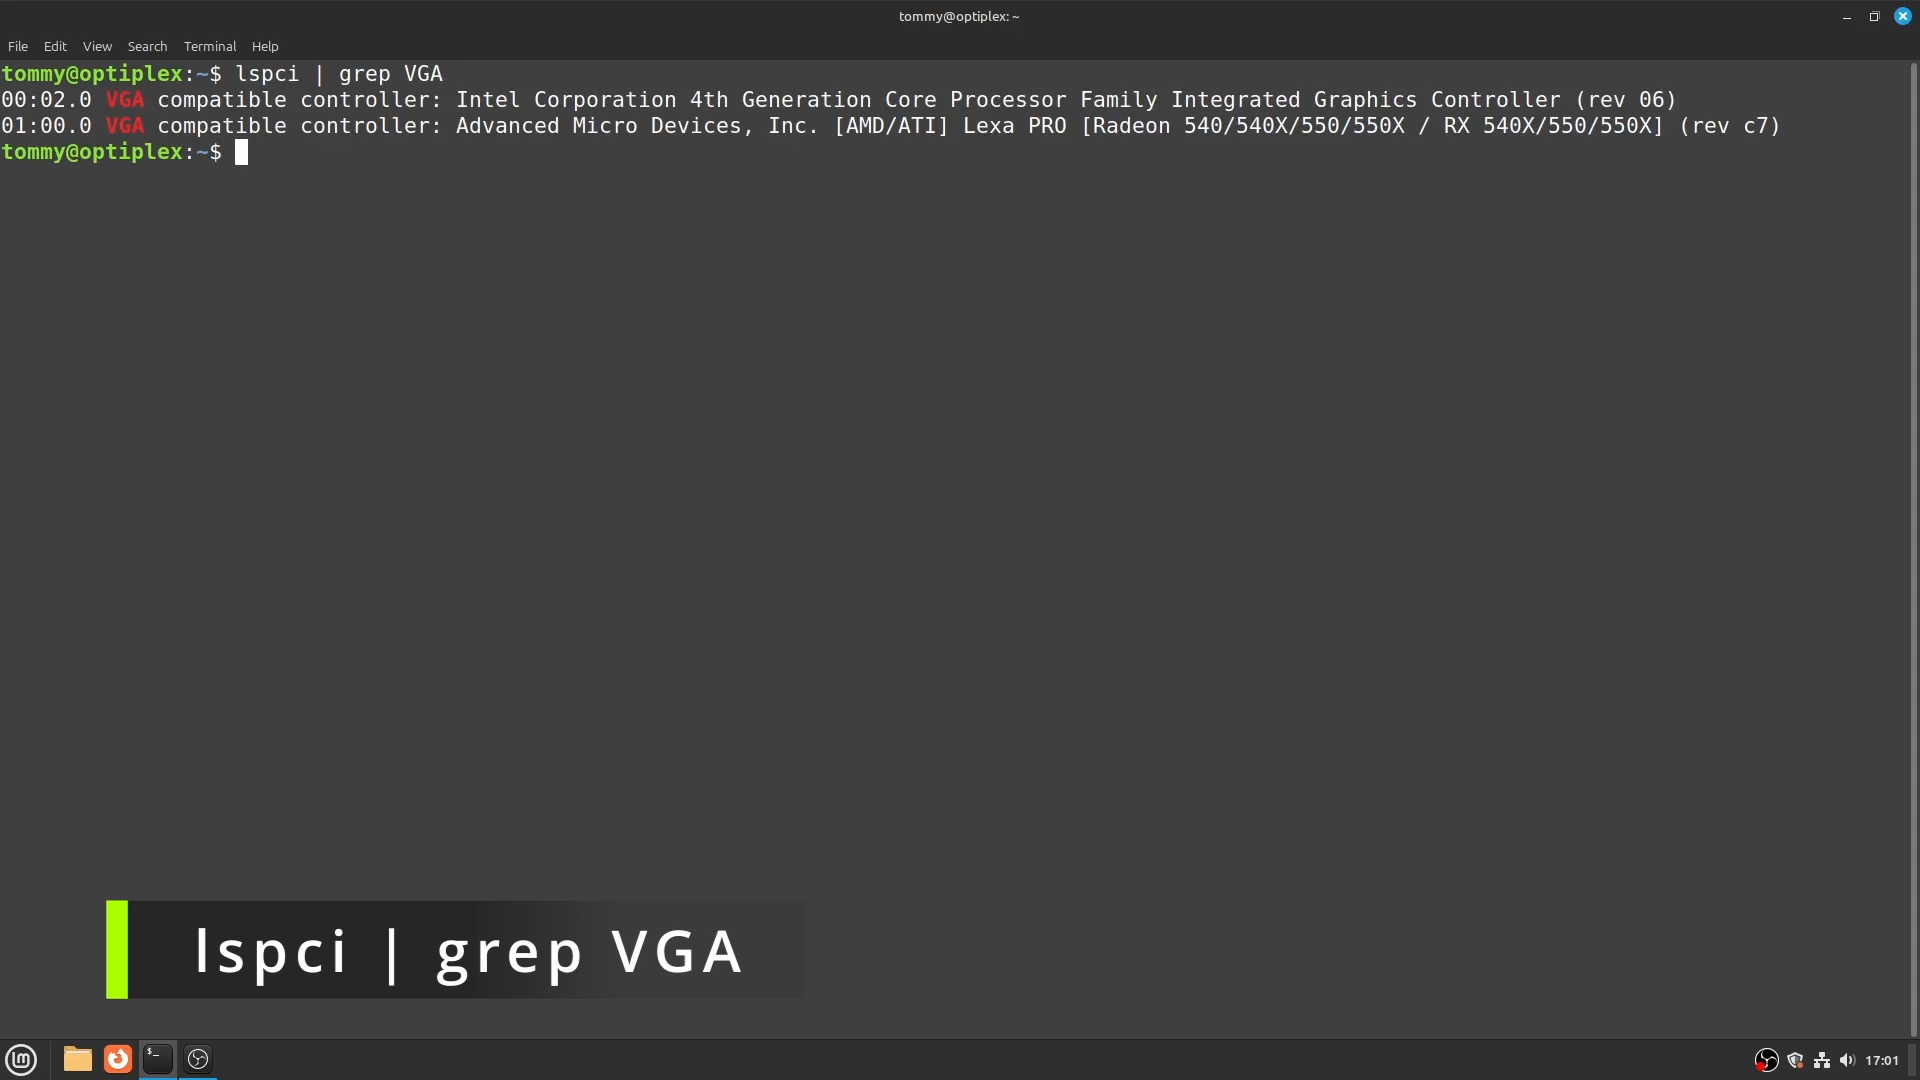 tommy@optiplex: ~
File Edit View Search Terminal Help
tommy@optiplex:~$ lspci | grep VGA
00:02.0 VGA compatible controller: Intel Corporation 4th Generation Core Processor Family Integrated Graphics Controller (rev 06)
01:00.0 VGA compatible controller: Advanced Micro Devices, Inc. [AMD/ATI] Lexa PRO [Radeon 540/540X/550/550X / RX 540X/550/550X] (rev c7)
tommy@optiplex:~$
lspci | grep VGA
17:01